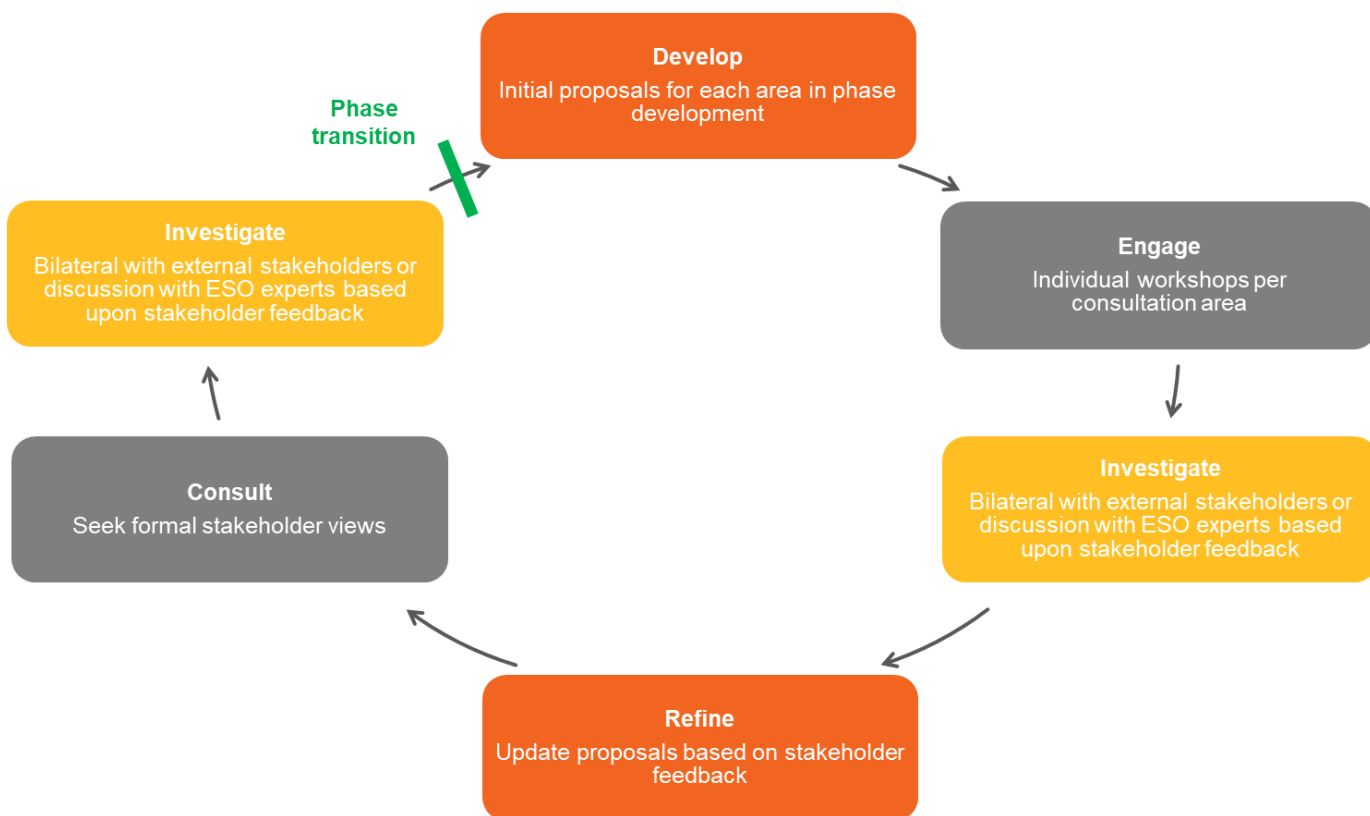 Develop
Initial proposals for each area in phase
development
Phase
transition
Engage
Individual workshops per
consultation area
Investigate
Bilateral with external stakeholders or
discussion with ESO experts based
upon stakeholder feedback
Refine
Update proposals based on stakeholder
feedback
Consult
Seek formal stakeholder views
Investigate
Bilateral with external stakeholders or
discussion with ESO experts based
upon stakeholder feedback